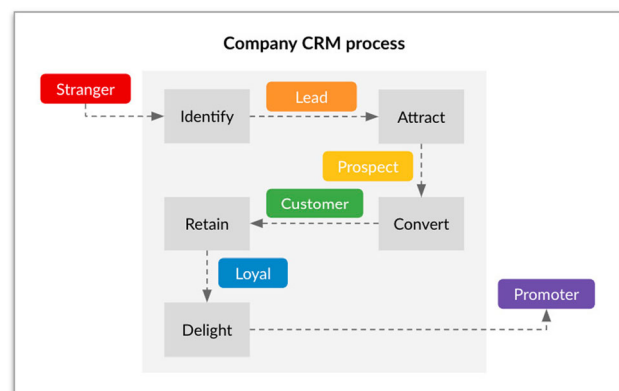 Company CRM process
Stranger
Identify
Lead
Attract
Prospect
Convert
Customer
Retain
Loyal
Delight
Promoter